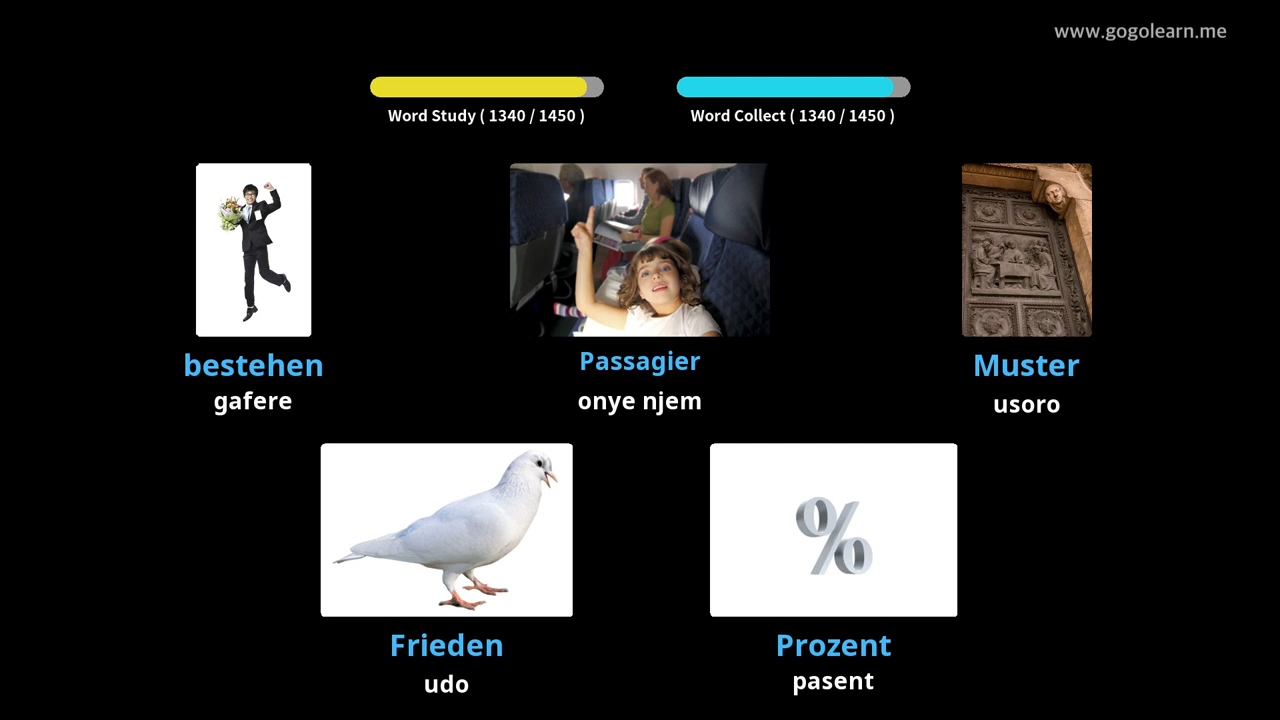 www.gogolearn.me
Word Study ( 1340 / 1450 )
Word Collect ( 1340 / 1450 )
bestehen
gafere
Passagier
onye njem
Muster
usoro
Frieden
udo
%
Prozent
pasent